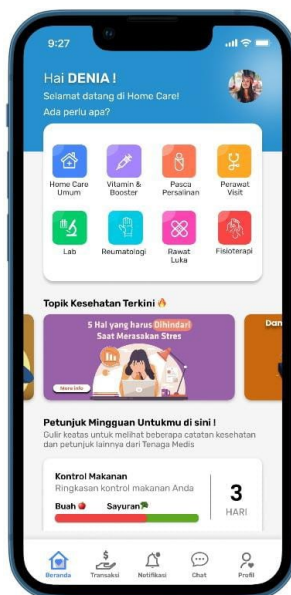 9:27
Hai DENIA !
Selamat datang di Home Care!
Ada perlu apa?
Home Care
Umum
Vitamin &
Booster
Pasca
Persalinan
Perawat
Visit
Lab
Reumatologi
Rawat
Luka
Fisioterapi
Topik Kesehatan Terkini
5 Hal yang harus Dihindari
Saat Merasakan Stres
More Info
Dan
Petunjuk Mingguan Untukmu di sini !
Gulir keatas untuk melihat beberapa catatan kesehatan
dan petunjuk lainnya dari Tenaga Medis
Kontrol Makanan
Ringkasan kontrol makanan Anda
Buah
Sayuran
3
HARI
Beranda
Transaksi
Notifikasi
Chat
Profil